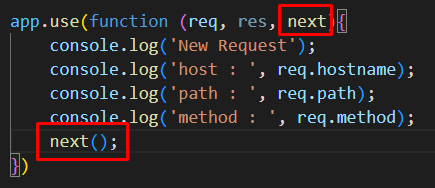 app.use(function (req, res, next){
    console.log('New Request');
    console.log('host : ', req.hostname);
    console.log('path : ', req.path);
    console.log('method : ', req.method);
    next();
})